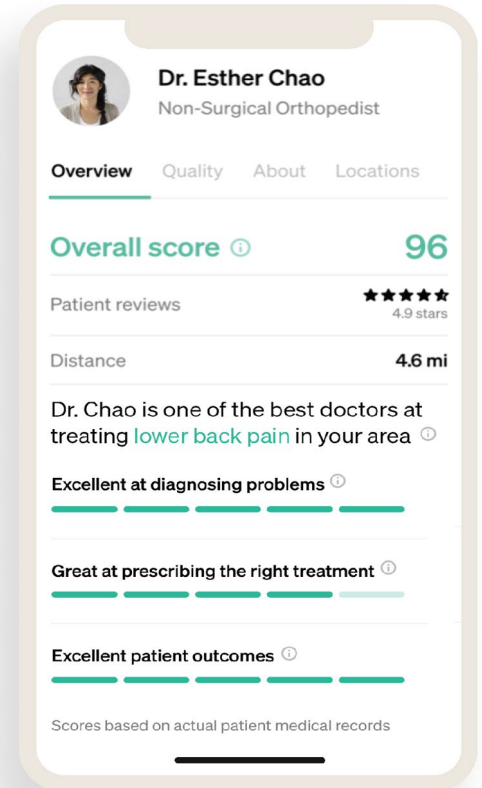 Dr. Esther Chao
Non-Surgical Orthopedist
Overview Quality About Locations
Overall score 96
Patient reviews
4.9 stars
Distance 4.6 mi
Dr. Chao is one of the best doctors at
treating lower back pain in your area
Excellent at diagnosing problems
Great at prescribing the right treatment
Excellent patient outcomes
Scores based on actual patient medical records